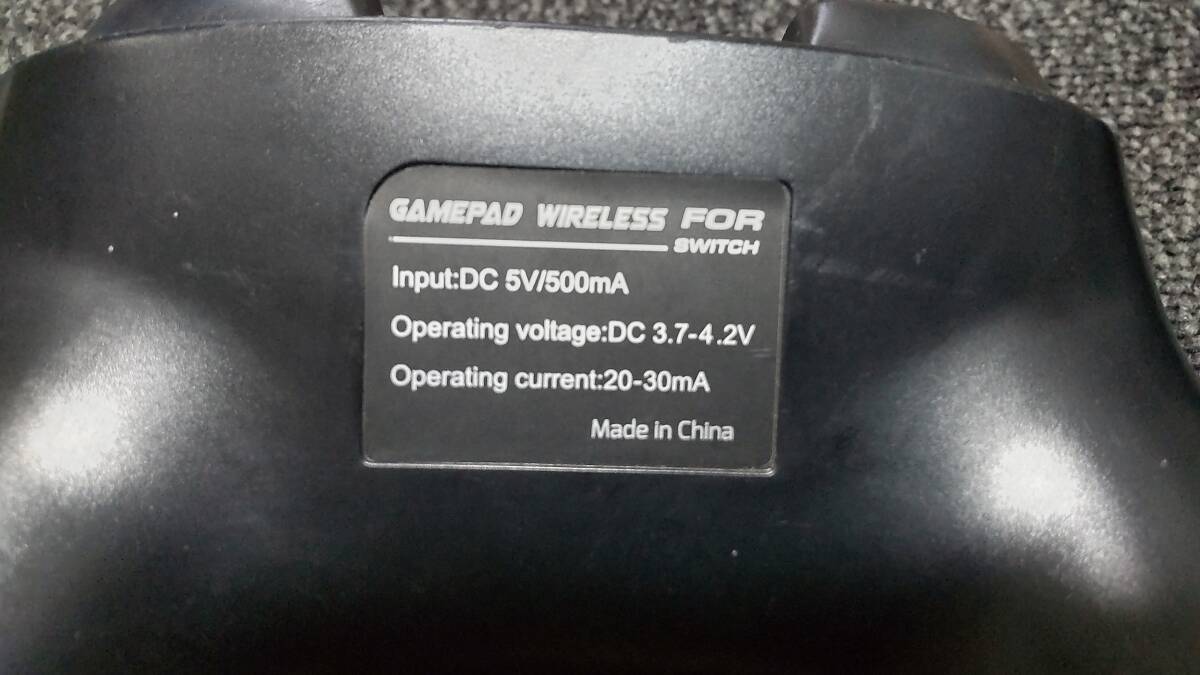 GAMEPAD WIRELESS FOR
SWITCH
Input:DC 5V/500mA
Operating voltage:DC 3.7-4.2V
Operating current:20-30mA
Made in China